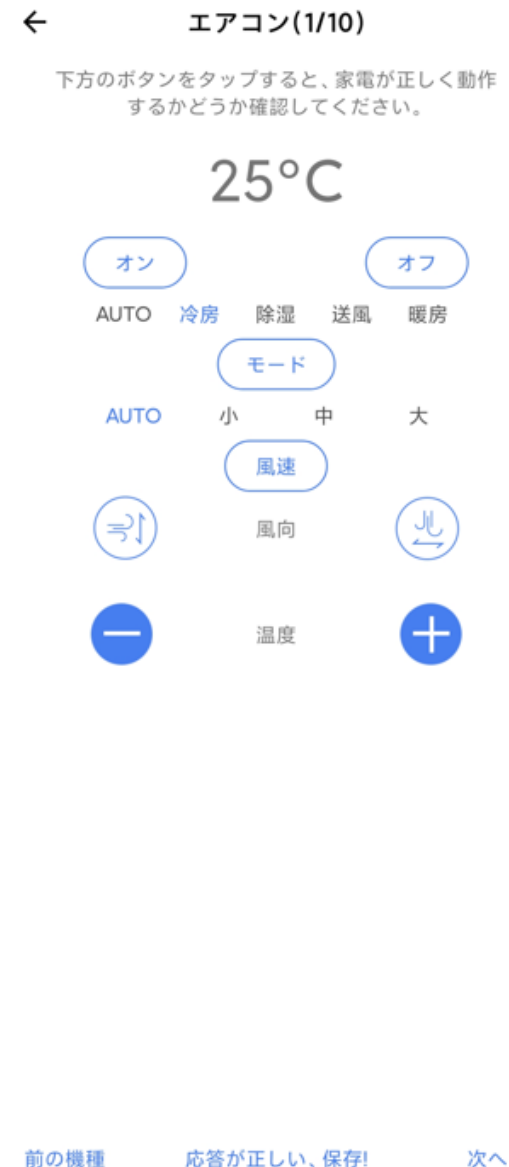 エアコン(1/10)
下方のボタンをタップすると、家電が正しく動作
するかどうか確認してください。
25°C
オン オフ
AUTO 冷房 除湿 送風 暖房
モード
AUTO 小 中 大
風速
風向
温度
前の機種 応答が正しい、保存! 次へ